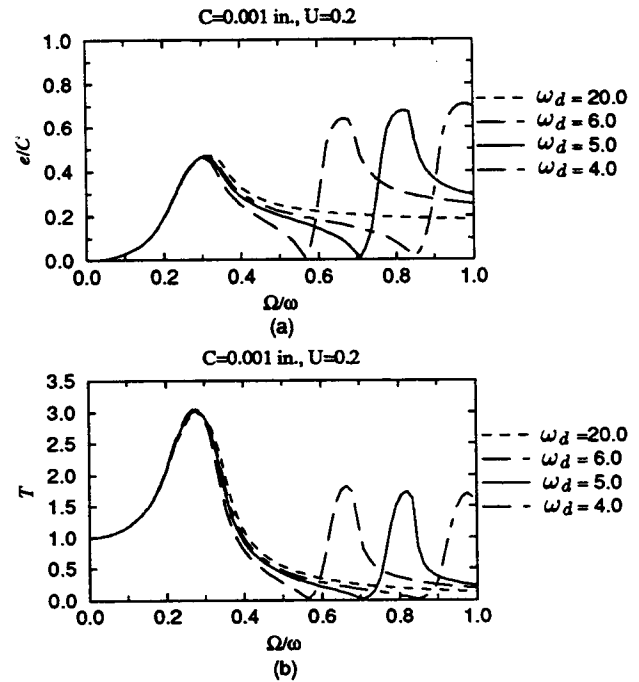 C=0.001 in., U=0.2
1.0
0.8
0.6
0.4
0.2
0.0
e/C
0.0 0.2 0.4 0.6 0.8 1.0
Ω/ω
(a)
ω_d = 20.0
ω_d = 6.0
ω_d = 5.0
ω_d = 4.0
C=0.001 in., U=0.2
3.5
3.0
2.5
2.0
1.5
1.0
0.5
0.0
T
0.0 0.2 0.4 0.6 0.8 1.0
Ω/ω
(b)
ω_d =20.0
ω_d = 6.0
ω_d = 5.0
ω_d = 4.0